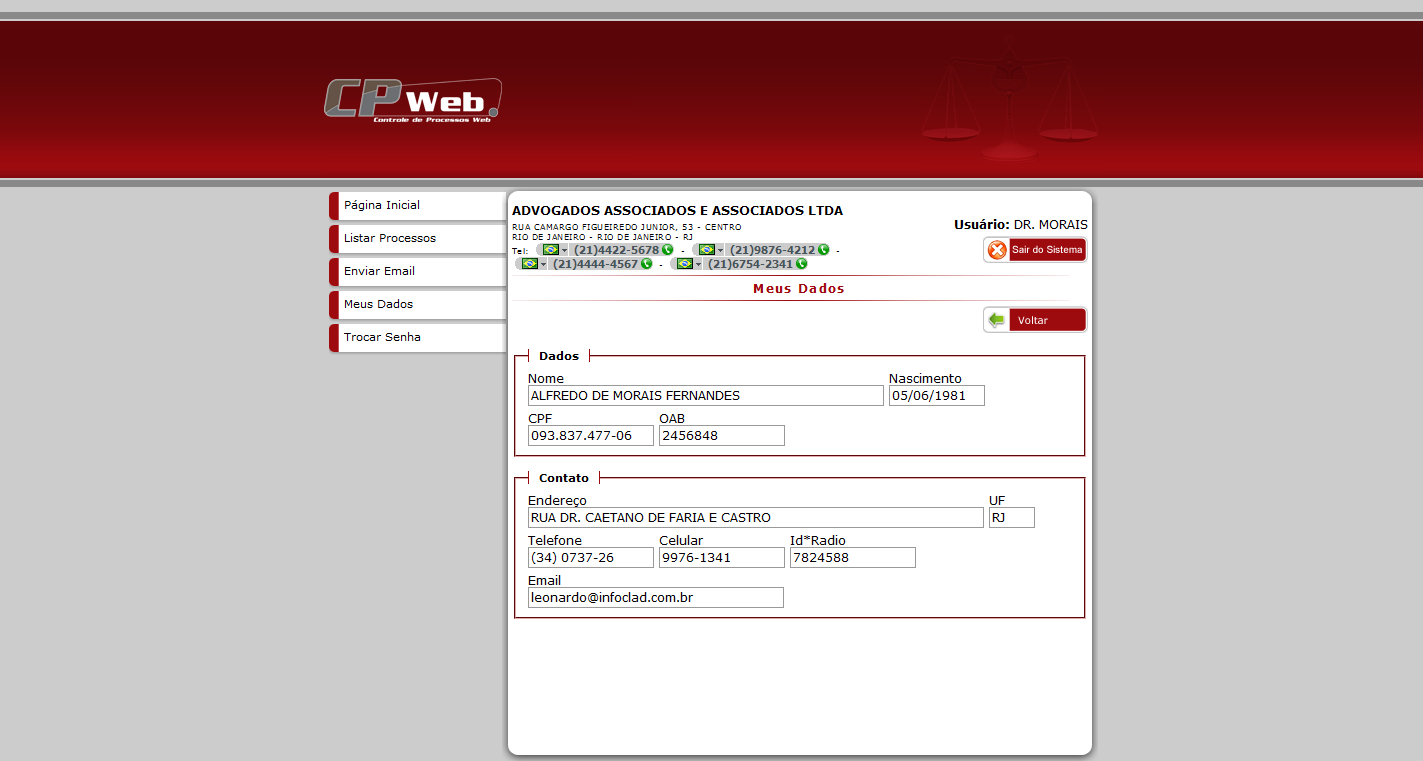 CP Web.
Controle de Processos Web
Página Inicial
Listar Processos
Enviar Email
Meus Dados
Trocar Senha
ADVOGADOS ASSOCIADOS E ASSOCIADOS LTDA
RUA CAMARGO FIGUEIREDO JUNIOR, 53 - CENTRO
RIO DE JANEIRO - RIO DE JANEIRO - RJ
Tel: (21)4422-5678 - (21)9876-4212 -
(21)4444-4567 - (21)6754-2341
Usuário: DR. MORAIS
Sair do Sistema
Meus Dados
Voltar
Dados
Nome Nascimento
ALFREDO DE MORAIS FERNANDES 05/06/1981
CPF OAB
093.837.477-06 2456848
Contato
Endereço UF
RUA DR. CAETANO DE FARIA E CASTRO RJ
Telefone Celular Id*Radio
(34) 0737-26 9976-1341 7824588
Email
leonardo@infoclad.com.br